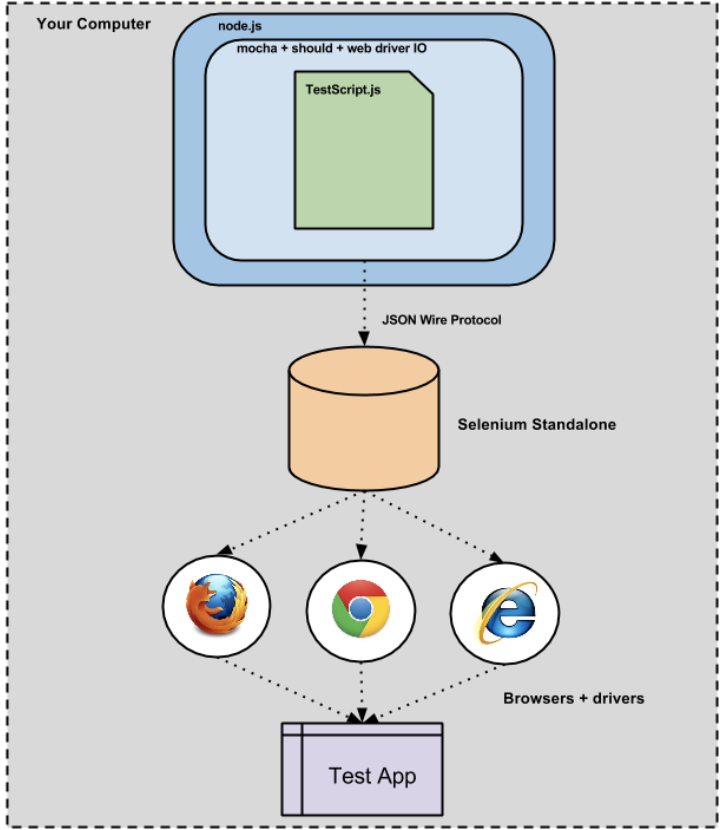 Your Computer
node.js
mocha + should + web driver IO
TestScript.js
JSON Wire Protocol
Selenium Standalone
Browsers + drivers
Test App